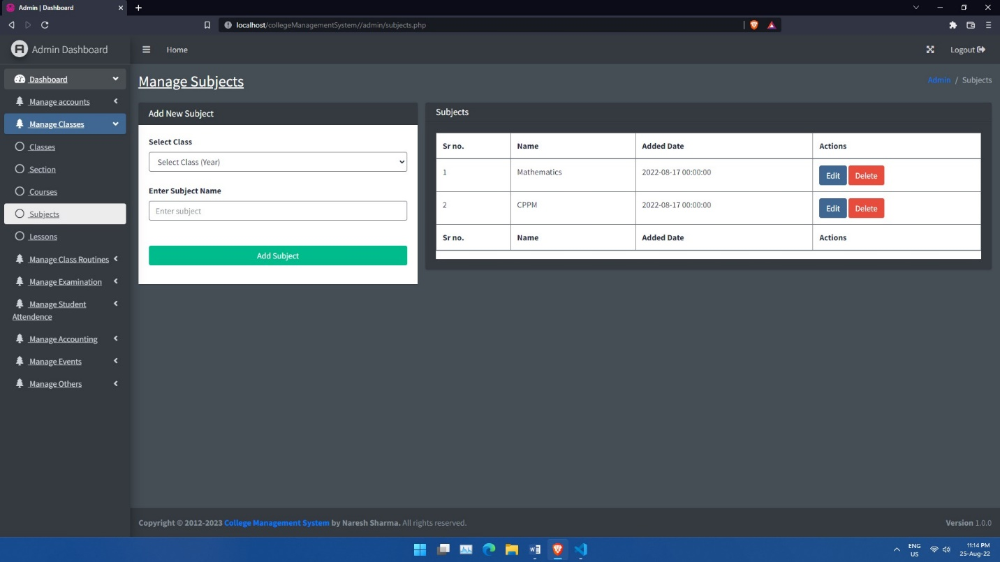 Admin | Dashboard
localhost/collegeManagementSystem//admin/subjects.php
Admin Dashboard
Home
Logout
Dashboard
Manage accounts
Manage Classes
Classes
Section
Courses
Subjects
Lessons
Manage Class Routines
Manage Examination
Manage Student
Attendence
Manage Accounting
Manage Events
Manage Others
Manage Subjects
Admin / Subjects
Add New Subject
Select Class
Select Class (Year)
Enter Subject Name
Enter subject
Add Subject
Subjects
Sr no. Name Added Date Actions
1 Mathematics 2022-08-17 00:00:00 Edit Delete
2 CPPM 2022-08-17 00:00:00 Edit Delete
Sr no. Name Added Date Actions
Copyright © 2012-2023 College Management System by Naresh Sharma. All rights reserved.
Version 1.0.0
ENG
US
11:14 PM
25-Aug-22